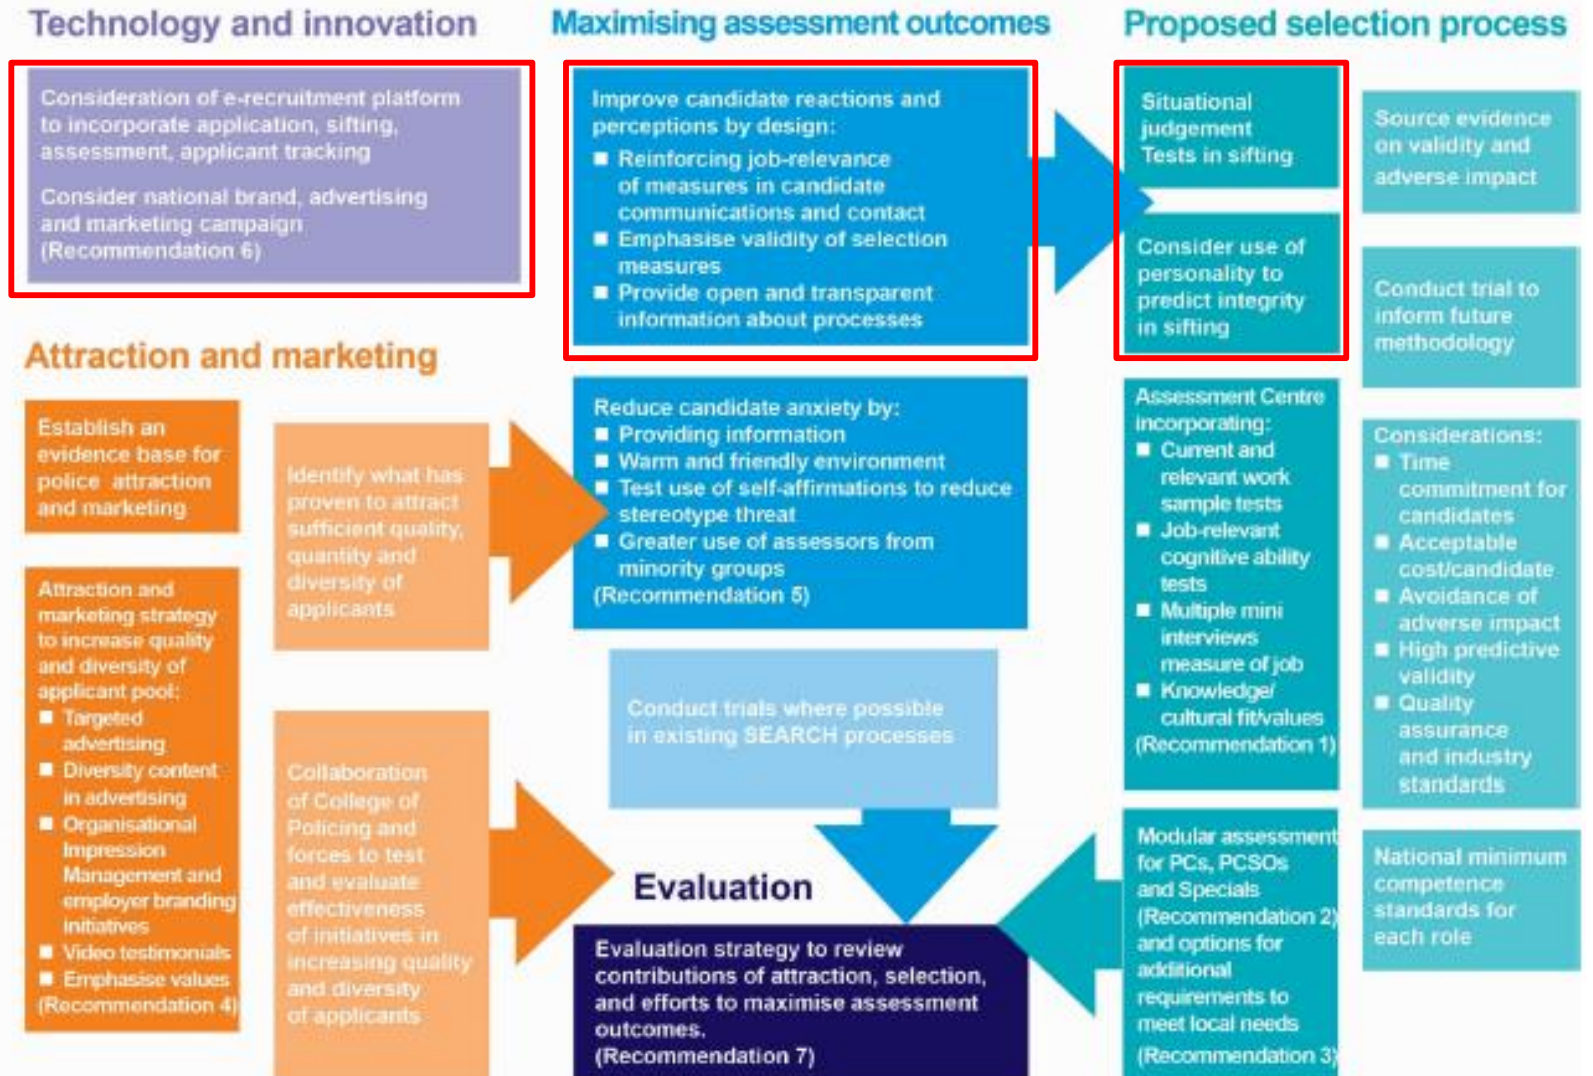 Technology and innovation
Consideration of e-recruitment platform
to incorporate application, sifting,
assessment, applicant tracking
Consider national brand, advertising
and marketing campaign
(Recommendation 6)
Attraction and marketing
Establish an
evidence base for
police attraction
and marketing
Attraction and
marketing strategy
to increase quality
and diversity of
applicant pool:
Targeted
advertising
Diversity content
in advertising
Organisational
Impression
Management and
employer branding
initiatives
Video testimonials
Emphasise values
(Recommendation 4)
Identify what has
proven to attract
sufficient quality,
quantity and
diversity of
applicants
Collaboration
of College of
Policing and
forces to test
and evaluate
effectiveness
of initiatives in
increasing quality
and diversity
of applicants
Maximising assessment outcomes
Improve candidate reactions and
perceptions by design:
Reinforcing job-relevance
of measures in candidate
communications and contact
Emphasise validity of selection
measures
Provide open and transparent
information about processes
Reduce candidate anxiety by:
Providing information
Warm and friendly environment
Test use of self-affirmations to reduce
stereotype threat
Greater use of assessors from
minority groups
(Recommendation 5)
Conduct trials where possible
in existing SEARCH processes
Evaluation
Evaluation strategy to review
contributions of attraction, selection,
and efforts to maximise assessment
outcomes.
(Recommendation 7)
Proposed selection process
Situational
judgement
Tests in sifting
Consider use of
personality to
predict integrity
in sifting
Assessment Centre
incorporating:
Current and
relevant work
sample tests
Job-relevant
cognitive ability
tests
Multiple mini
interviews
measure of job
Knowledge/
cultural fit/values
(Recommendation 1)
Modular assessment
for PCs, PCSOs
and Specials
(Recommendation 2)
and options for
additional
requirements to
meet local needs
(Recommendation 3)
Source evidence
on validity and
adverse impact
Conduct trial to
inform future
methodology
Considerations:
Time
commitment for
candidates
Acceptable
cost/candidate
Avoidance of
adverse impact
High predictive
validity
Quality
assurance
and industry
standards
National minimum
competence
standards for
each role